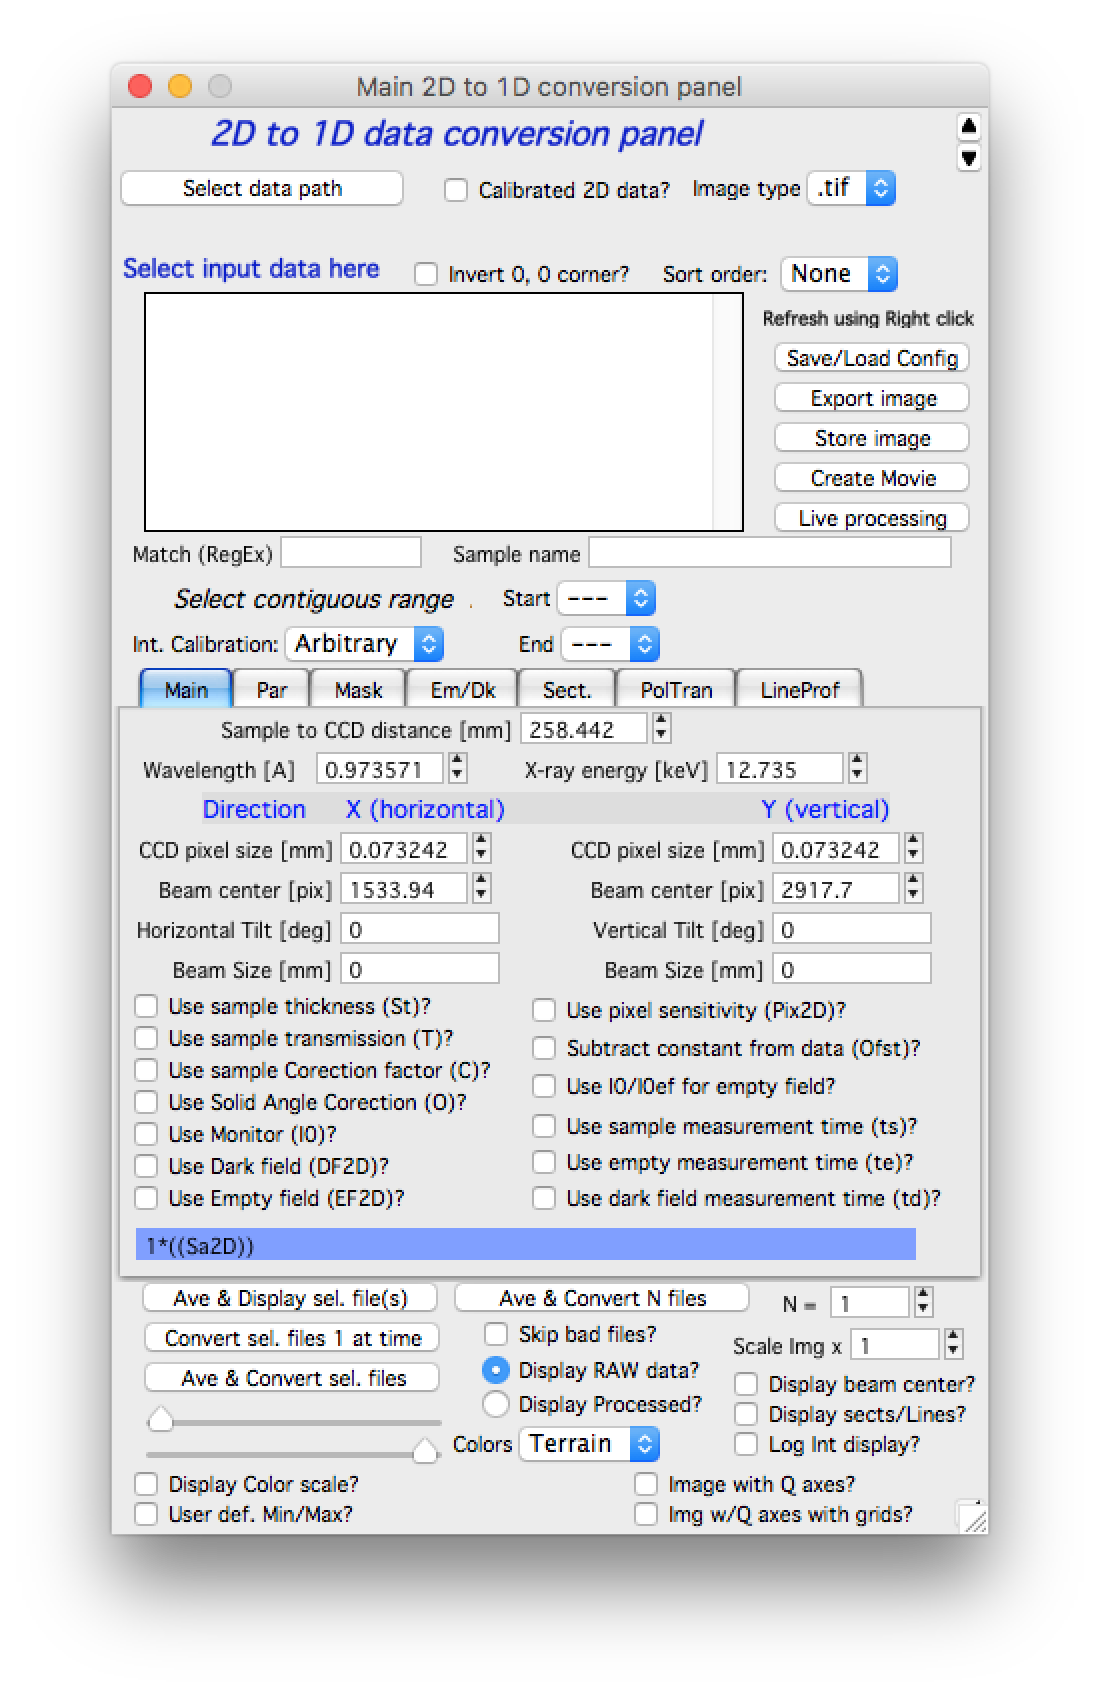 Main 2D to 1D conversion panel
2D to 1D data conversion panel
Select data path
Calibrated 2D data? Image type .tif
Select input data here Invert 0, 0 corner? Sort order: None
Refresh using Right click
Save/Load Config
Export image
Store image
Create Movie
Live processing
Match (RegEx) Sample name
Select contiguous range . Start ---
Int. Calibration: Arbitrary End ---
Main Par Mask Em/Dk Sect. PolTran LineProf
Sample to CCD distance [mm] 258.442
Wavelength [A] 0.973571 X-ray energy [keV] 12.735
Direction X (horizontal) Y (vertical)
CCD pixel size [mm] 0.073242 CCD pixel size [mm] 0.073242
Beam center [pix] 1533.94 Beam center [pix] 2917.7
Horizontal Tilt [deg] 0 Vertical Tilt [deg] 0
Beam Size [mm] 0 Beam Size [mm] 0
Use sample thickness (St)? Use pixel sensitivity (Pix2D)?
Use sample transmission (T)? Subtract constant from data (Ofst)?
Use sample Corection factor (C)? Use I0/I0ef for empty field?
Use Solid Angle Corection (O)? Use sample measurement time (ts)?
Use Monitor (I0)?
Use Dark field (DF2D)? Use empty measurement time (te)?
Use Empty field (EF2D)? Use dark field measurement time (td)?
1*((Sa2D))
Ave & Display sel. file(s) Ave & Convert N files N = 1
Convert sel. files 1 at time Skip bad files? Scale Img x 1
Ave & Convert sel. files Display RAW data? Display beam center?
Display Processed? Display sects/Lines?
Colors Terrain Log Int display?
Display Color scale? Image with Q axes?
User def. Min/Max? Img w/Q axes with grids?